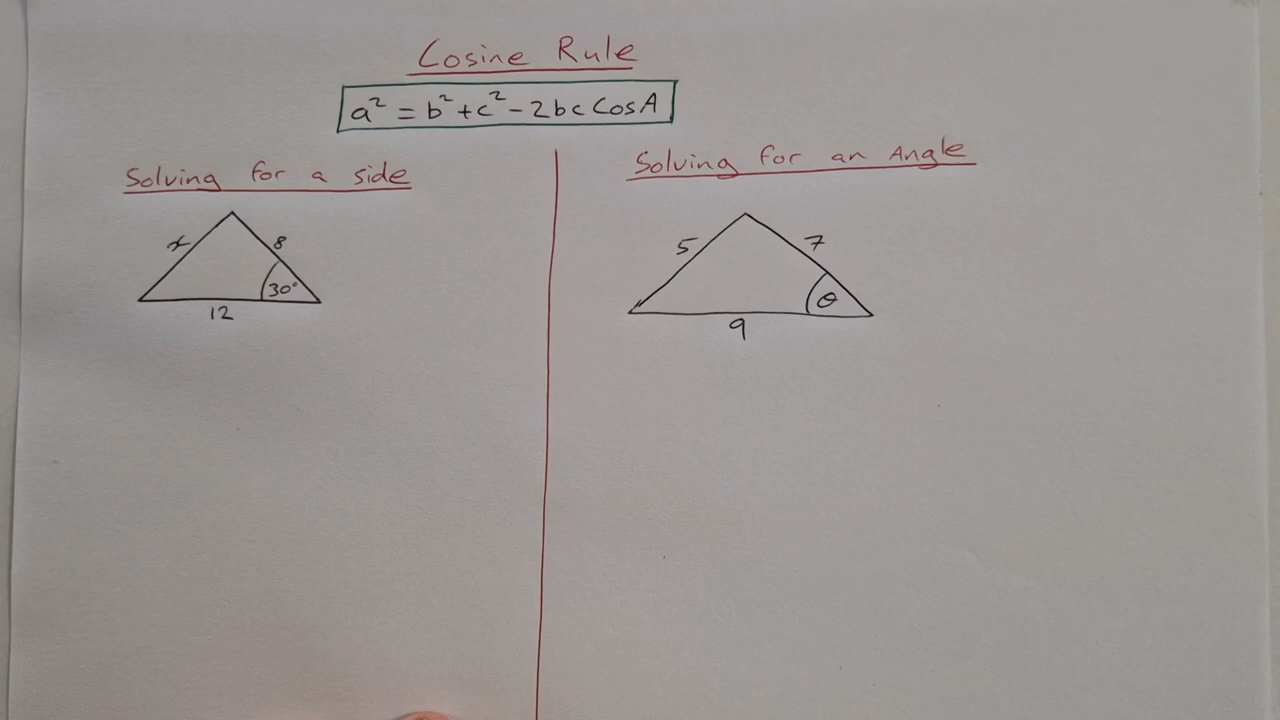 Cosine Rule
a² = b² + c² - 2bc CosA
Solving for a side
x
8
30°
12
Solving for an Angle
5
7
θ
9